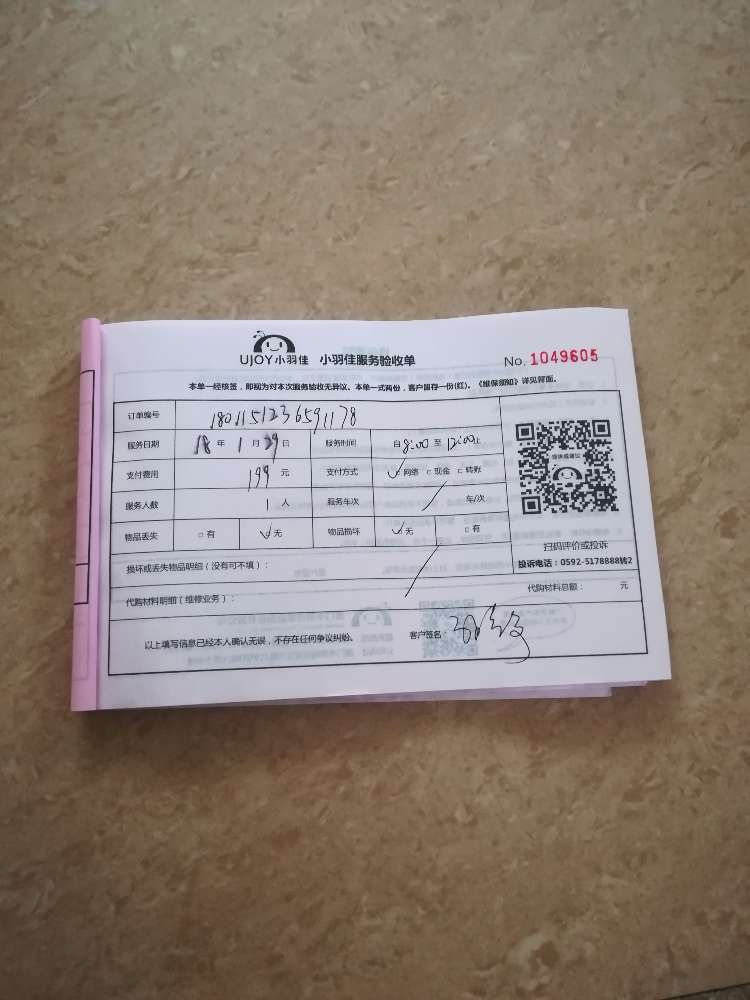 UJOY小羽佳 小羽佳服务验收单 No. 1049605
本单一经核签，即视为对本次服务验收无异议。本单一式两份，客户留存一份(红)。《维保须知》详见背面。
订单编号 1801151236591178
服务日期 18 年 1 月 29 日 服务时间 自 8:00 至 12:00止
支付费用 199 元 支付方式 ✓网络 □ 现金 □ 转账
服务人数 1 人 服务车次 / 车/次
物品丢失 □ 有 ✓无 物品损坏 ✓无 □ 有
扫码评价或投诉
投诉电话：0592-5178888转2
损坏或丢失物品明细（没有可不填）： /
代购材料明细（维修业务）： 代购材料总额： 元
以上填写信息已经本人确认无误，不存在任何争议纠纷。 客户签名：